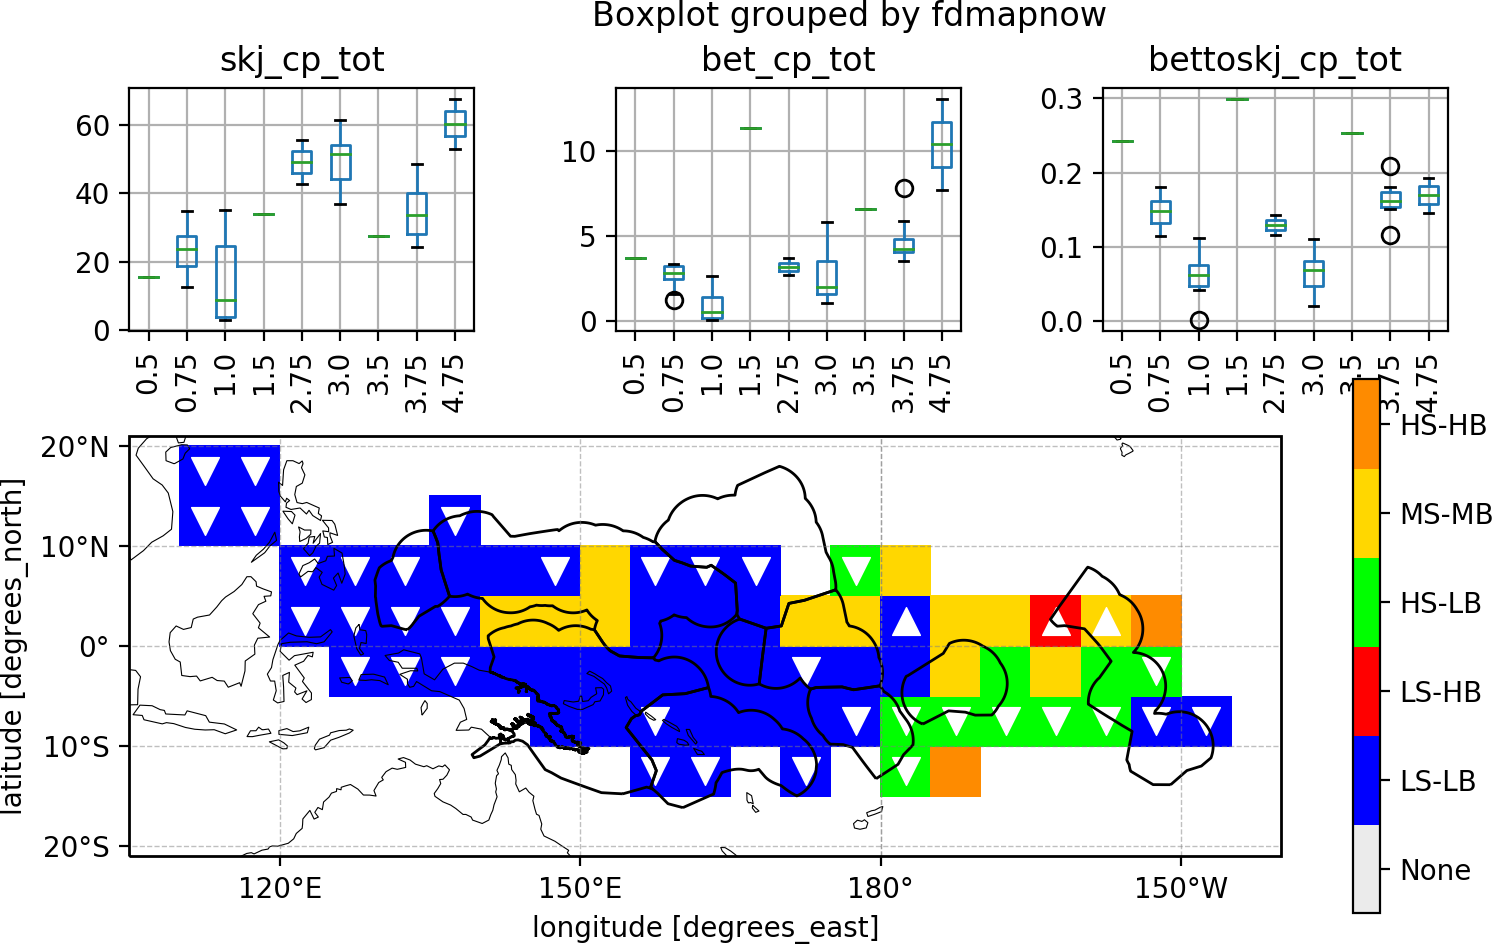 Boxplot grouped by fdmapnow
skj_cp_tot
bet_cp_tot
bettoskj_cp_tot
60
40
20
0
0.5
0.75
1.0
1.5
2.75
3.0
3.5
3.75
4.75
10
5
0
0.5
0.75
1.0
1.5
2.75
3.0
3.5
3.75
4.75
0.3
0.2
0.1
0.0
0.5
0.75
1.0
1.5
2.75
3.0
3.5
3.75
4.75
latitude [degrees_north]
20°N
10°N
0°
10°S
20°S
120°E
150°E
180°
150°W
longitude [degrees_east]
HS-HB
MS-MB
HS-LB
LS-HB
LS-LB
None